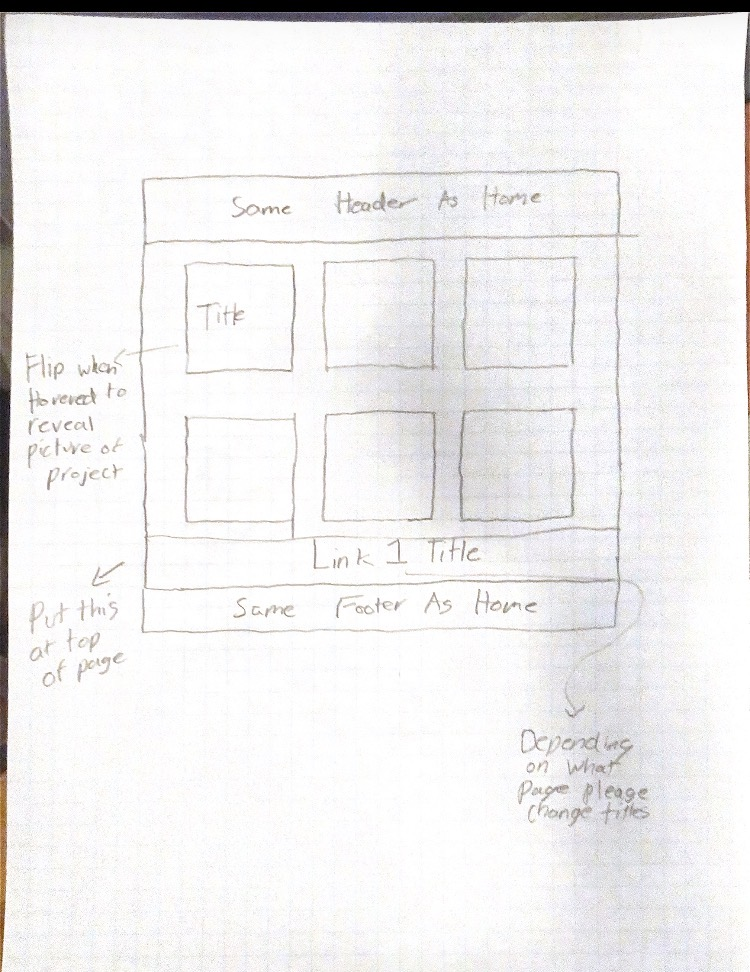 Same Header As Home
Title
Flip when
Hovered to
reveal
picture of
project
Link 1 Title
Put this
at top
of page
Same Footer As Home
Depending
on what
page please
change titles